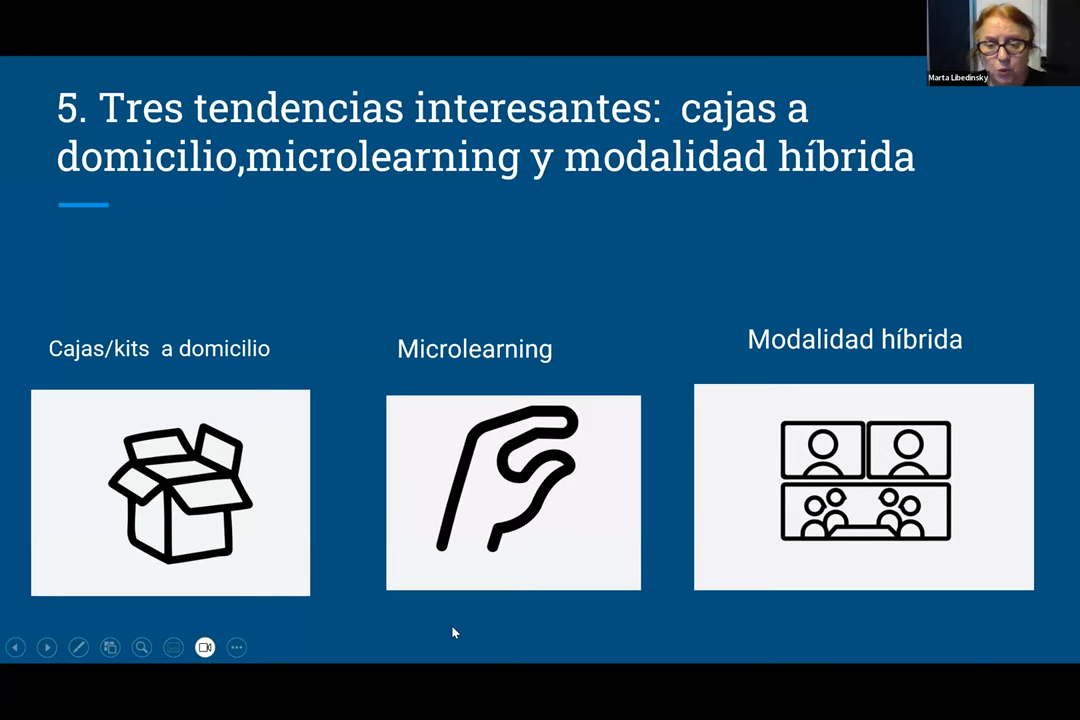 Marta Libedinsky
5. Tres tendencias interesantes:  cajas a
domicilio,microlearning y modalidad híbrida
Cajas/kits  a domicilio
Microlearning
Modalidad híbrida